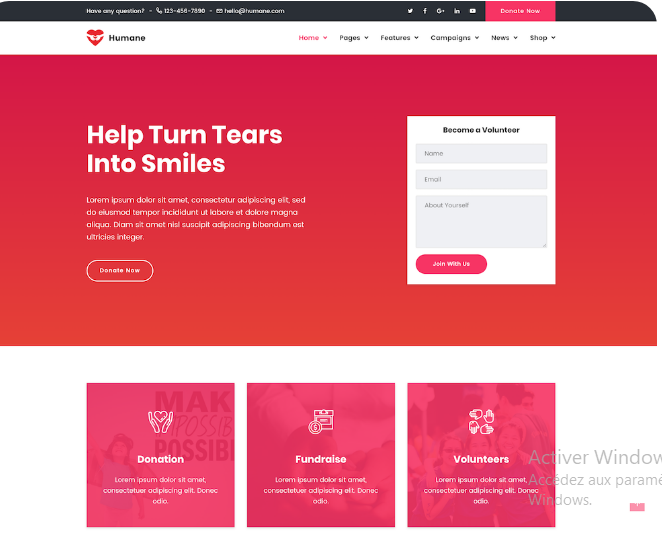 Have any question? - 123-456-7890 - hello@humane.com
Donate Now
Humane
Home Pages Features Campaigns News Shop
Help Turn Tears
Into Smiles
Lorem ipsum dolor sit amet, consectetur adipiscing elit, sed
do eiusmod tempor incididunt ut labore et dolore magna
aliqua. Diam sit amet nisl suscipit adipiscing bibendum est
ultricies integer.
Donate Now
Become a Volunteer
Name
Email
About Yourself
Join With Us
MAK
POSSIB
POSSIBI
Donation
Lorem ipsum dolor sit amet,
consectetuer adipiscing elit. Donec
odio.
Fundraise
Lorem ipsum dolor sit amet,
consectetuer adipiscing elit. Donec
odio.
Volunteers
Lorem ipsum dolor sit amet,
consectetuer adipiscing elit. Donec
odio.
Activer Window
Accédez aux paramè
Windows.